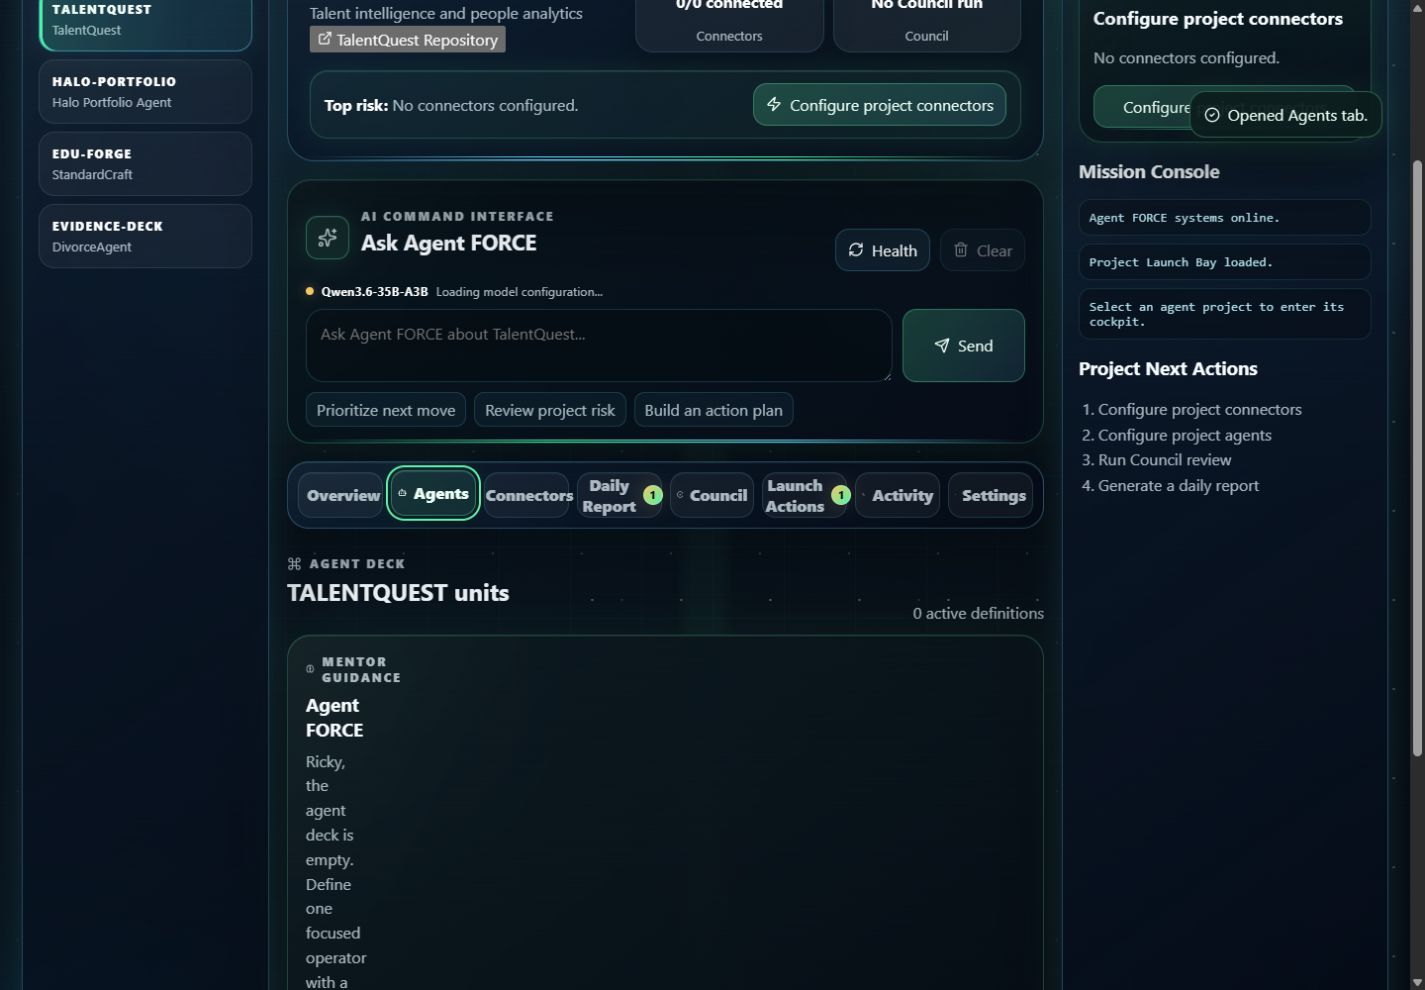 TALENTQUEST
TalentQuest
HALO-PORTFOLIO
Halo Portfolio Agent
EDU-FORGE
StandardCraft
EVIDENCE-DECK
DivorceAgent
Talent intelligence and people analytics
TalentQuest Repository
0/0 connected
Connectors
No Council run
Council
Top risk: No connectors configured.
Configure project connectors
AI COMMAND INTERFACE
Ask Agent FORCE
Health
Clear
Qwen3.6-35B-A3B Loading model configuration...
Ask Agent FORCE about TalentQuest...
Send
Prioritize next move
Review project risk
Build an action plan
Overview
Agents
Connectors
Daily
Report
1
Council
Launch
Actions
1
Activity
Settings
AGENT DECK
TALENTQUEST units
0 active definitions
MENTOR
GUIDANCE
Agent
FORCE
Ricky,
the
agent
deck is
empty.
Define
one
focused
operator
with a
Configure project connectors
No connectors configured.
Configure project connectors
Opened Agents tab.
Mission Console
Agent FORCE systems online.
Project Launch Bay loaded.
Select an agent project to enter its
cockpit.
Project Next Actions
1. Configure project connectors
2. Configure project agents
3. Run Council review
4. Generate a daily report